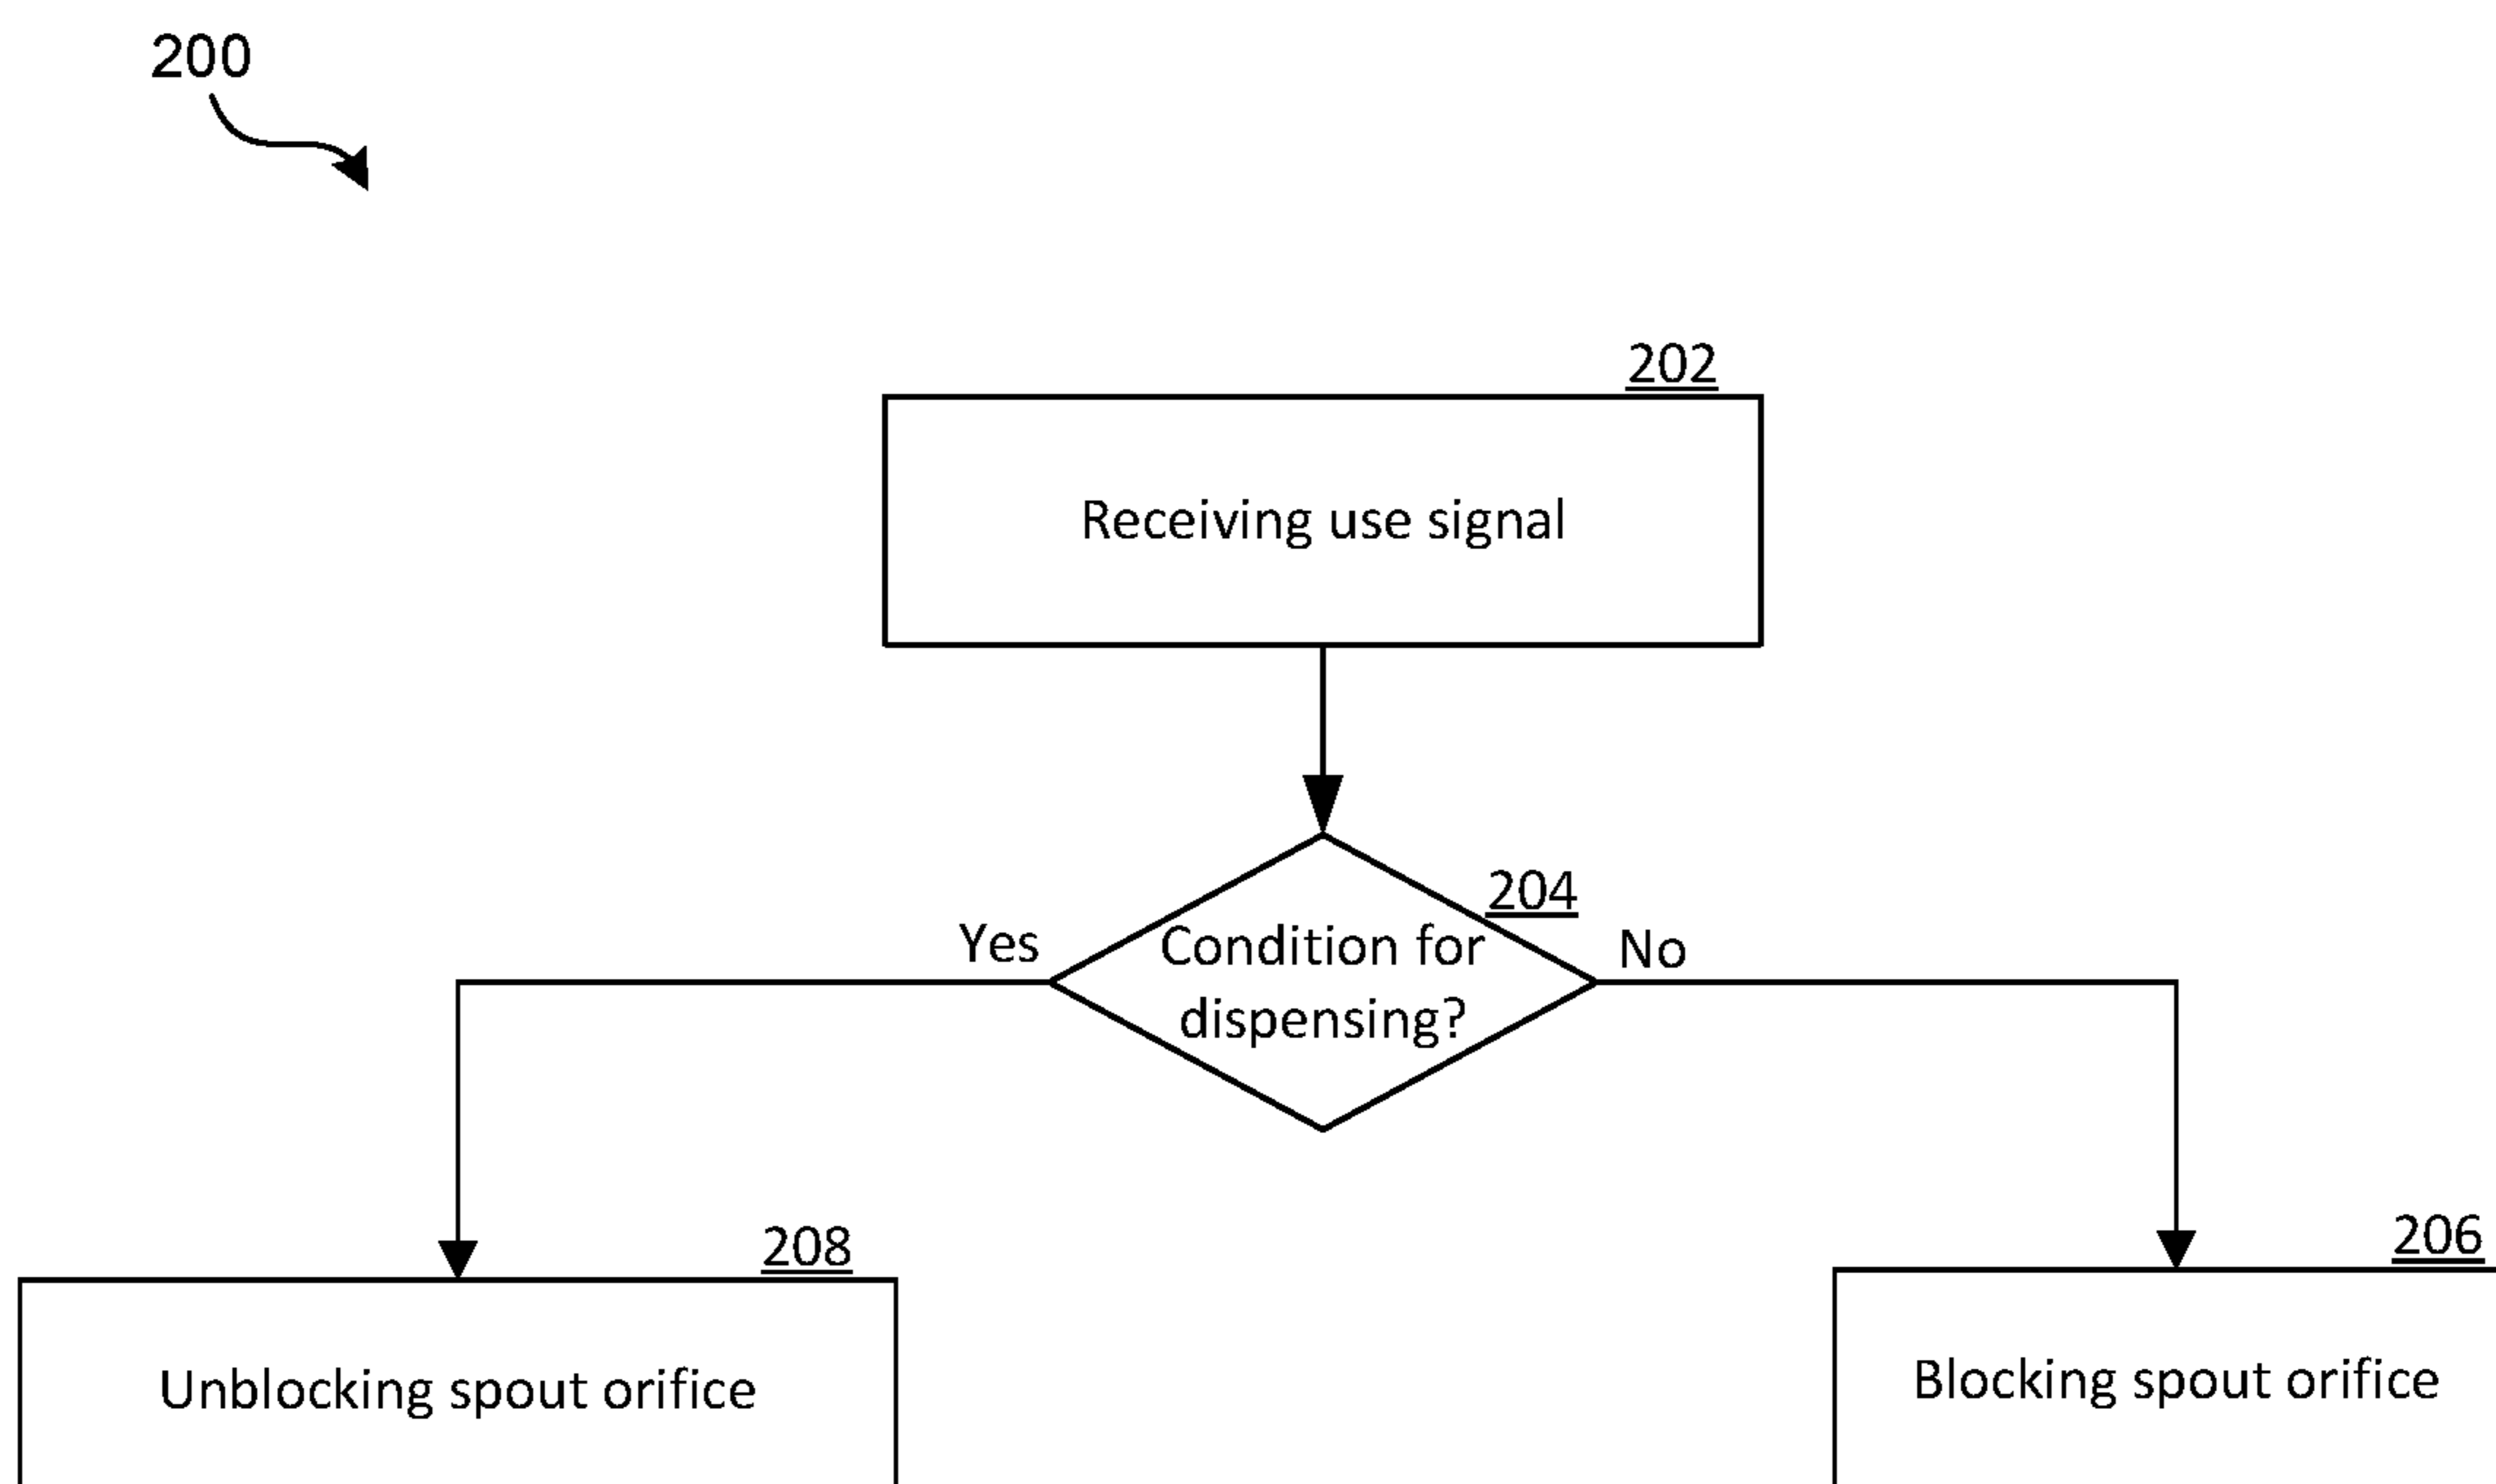 200
202
Receiving use signal
204
Yes
Condition for
No
dispensing?
208
206
Unblocking spout orifice
Blocking spout orifice